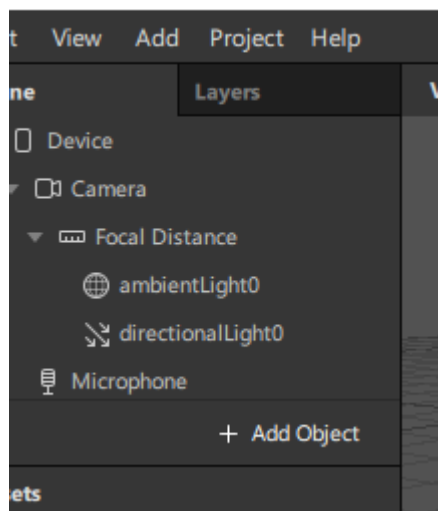 View Add Project Help
Layers
Device
Camera
Focal Distance
ambientLight0
directionalLight0
Microphone
+ Add Object